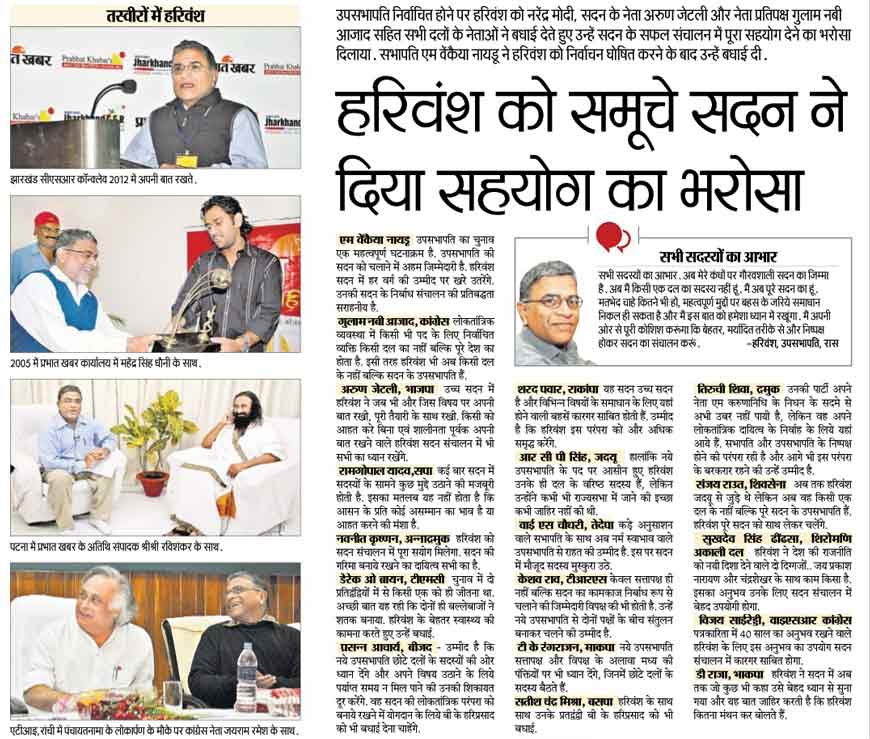 तस्वीरों में हरिवंश
त खबर
Prabhat Khabar's
Jharkhand
झारखंड सीएसआर कॉन्क्लेव 2012 में अपनी बात रखते.
2005 में प्रभात खबर कार्यालय में महेंद्र सिंह धौनी के साथ.
पटना में प्रभात खबर के अतिथि संपादक श्रीश्री रविशंकर के साथ.
एटीआइ, रांची में पंचायतनामा के लोकार्पण के मौके पर कांग्रेस नेता जयराम रमेश के साथ.
उपसभापति निर्वाचित होने पर हरिवंश को नरेंद्र मोदी, सदन के नेता अरुण जेटली और नेता प्रतिपक्ष गुलाम नबी
आजाद सहित सभी दलों के नेताओं ने बधाई देते हुए उन्हें सदन के सफल संचालन में पूरा सहयोग देने का भरोसा
दिलाया. सभापति एम वेंकैया नायडू ने हरिवंश को निर्वाचन घोषित करने के बाद उन्हें बधाई दी.
हरिवंश को समूचे सदन ने
दिया सहयोग का भरोसा
एम वेंकैया नायडू उपसभापति का चुनाव
एक महत्वपूर्ण घटनाक्रम है. उपसभापति की
सदन को चलाने में अहम जिम्मेदारी है. हरिवंश
सदन में हर वर्ग की उम्मीद पर खरे उतरेंगे.
उनकी सदन के निर्बाध संचालन की प्रतिबद्धता
सराहनीय है.
गुलाम नबी आजाद, कांग्रेस लोकतांत्रिक
व्यवस्था में किसी भी पद के लिए निर्वाचित
व्यक्ति किसी दल का नहीं बल्कि पूरे देश का
होता है. इसी तरह हरिवंश भी अब किसी दल
के नहीं बल्कि सदन के उपसभापति हैं.
अरुण जेटली, भाजपा उच्च सदन में
हरिवंश ने जब भी और जिस विषय पर अपनी
बात रखी, पूरी तैयारी के साथ रखी. किसी को
आहत करे बिना एवं शालीनता पूर्वक अपनी
बात रखने वाले हरिवंश सदन संचालन में भी
सभी का ध्यान रखेंगे.
रामगोपाल यादव,सपा कई बार सदन में
सदस्यों के सामने कुछ मुद्दे उठाने की मजबूरी
होती है. इसका मतलब यह नहीं होता है कि
आसन के प्रति कोई असम्मान का भाव है या
आहत करने की मंशा है.
नवनीत कृष्णन, अन्नाद्रमुक हरिवंश को
सदन संचालन में पूरा सयोग मिलेगा. सदन की
गरिमा बनाये रखने का दायित्व सभी का है.
डेरेक ओ ब्रायन, टीएमसी चुनाव में दो
प्रतिद्वंद्वियों में से किसी एक को ही जीतना था.
अच्छी बात यह रही कि दोनों ही बल्लेबाजों ने
शतक बनाया. हरिवंश के बेहतर स्वास्थ्य की
कामना करते हुए उन्हें बधाई.
प्रसन्न आचार्य, बीजद - उम्मीद है कि
नये उपसभापति छोटे दलों के सदस्यों की ओर
ध्यान देंगे और अपने विषय उठाने के लिये
पर्याप्त समय न मिल पाने की उनकी शिकायत
दूर करेंगे. वह सदन की लोकतांत्रिक परंपरा को
बनाये रखने में योगदान के लिये बी के हरिप्रसाद
को भी बधाई देना चाहेंगे.
सभी सदस्यों का आभार
सभी सदस्यों का आभार. अब मेरे कंधों पर गौरवशाली सदन का जिम्मा
है. अब मैं किसी एक दल का सदस्य नहीं हूं. मैं अब पूरे सदन का हूं.
मतभेद चाहे कितने भी हो, महत्वपूर्ण मुद्दों पर बहस के जरिये समाधान
निकल ही सकता है और मैं इस बात को हमेशा ध्यान में रखूंगा. मैं अपनी
ओर से पूरी कोशिश करूंगा कि बेहतर, मर्यादित तरीके से और निष्पक्ष
होकर सदन का संचालन करूं. -हरिवंश, उपसभापति, रास
शरद पवार, राकांपा यह सदन उच्च सदन
है और विभिन्न विषयों के समाधान के लिए यहां
होने वाली बहसें कारगर साबित होती हैं. उम्मीद
है कि हरिवंश इस परंपरा को और अधिक
समृद्ध करेंगे.
आर सी पी सिंह, जदयू हालांकि नये
उपसभापति के पद पर आसीन हुए हरिवंश
उनके ही दल के वरिष्ठ सदस्य हैं, लेकिन
उन्होंने कभी भी राज्यसभा में जाने की इच्छा
कभी जाहिर नहीं की थी.
वाई एस चौधरी, तेदेपा कड़े अनुसाशन
वाले सभापति के साथ अब नर्म स्वाभाव वाले
उपसभापति से राहत की उम्मीद है. इस पर सदन
में मौजूद सदस्य मुस्कुरा उठे.
केशव राव, टीआरएस केवल सत्तापक्ष ही
नहीं बल्कि सदन का कामकाज निर्बाध रूप से
चलाने की जिम्मेदारी विपक्ष की भी होती है. उन्हें
नये उपसभापति से दोनों पक्षों के बीच संतुलन
बनाकर चलने की उम्मीद है.
टी के रंगराजन, माकपा नये उपसभापति
सत्तापक्ष और विपक्ष के अलावा मध्य की
पंक्तियों पर भी ध्यान देंगे, जिनमें छोटे दलों के
सदस्य बैठते हैं.
सतीश चंद्र मिश्रा, बसपा हरिवंश के साथ
साथ उनके प्रतद्वंद्वी बी के हरिप्रसाद को भी
बधाई.
तिरुची शिवा, द्रमुक उनकी पार्टी अपने
नेता एम करुणानिधि के निधन के सदमे से
अभी उबर नहीं पायी है, लेकिन वह अपने
लोकतांत्रिक दायित्व के निर्वाह के लिये यहां
आये हैं. सभापति और उपसभापति के निष्पक्ष
होने की परंपरा रही है और आगे भी इस परंपरा
के बरकरार रहने की उन्हें उम्मीद है.
संजय राउत, शिवसेना अब तक हरिवंश
जदयू से जुड़े थे लेकिन अब वह किसी एक
दल के नहीं बल्कि पूरे सदन के उपसभापति हैं.
हरिवंश पूरे सदन को साथ लेकर चलेंगे.
सुखदेव सिंह ढींढसा, शिरोमणि
अकाली दल हरिवंश ने देश की राजनीति
को नयी दिशा देने वाले दो दिग्गजों.. जय प्रकाश
नारायण और चंद्रशेखर के साथ काम किया है.
इसका अनुभव उनके लिए सदन संचालन में
बेहद उपयोगी होगा.
विजय साईरेड्डी, वाइएसआर कांग्रेस
पत्रकारिता में 40 साल का अनुभव रखने वाले
हरिवंश के लिए इस अनुभव का उपयोग सदन
संचालन में कारगर साबित होगा.
डी राजा, भाकपा हरिवंश ने सदन में अब
तक जो कुछ भी कहा उसे बेहद ध्यान से सुना
गया और यह बात जाहिर करती है कि हरिवंश
कितना मंथन कर बोलते हैं.